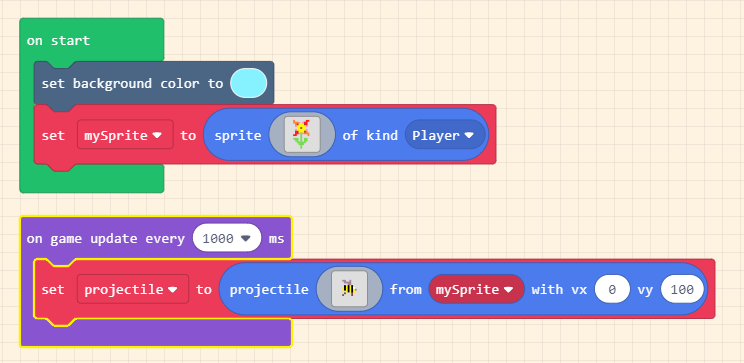 on start
set background color to
set mySprite to sprite of kind Player
on game update every 1000 ms
set projectile to projectile from mySprite with vx 0 vy 100